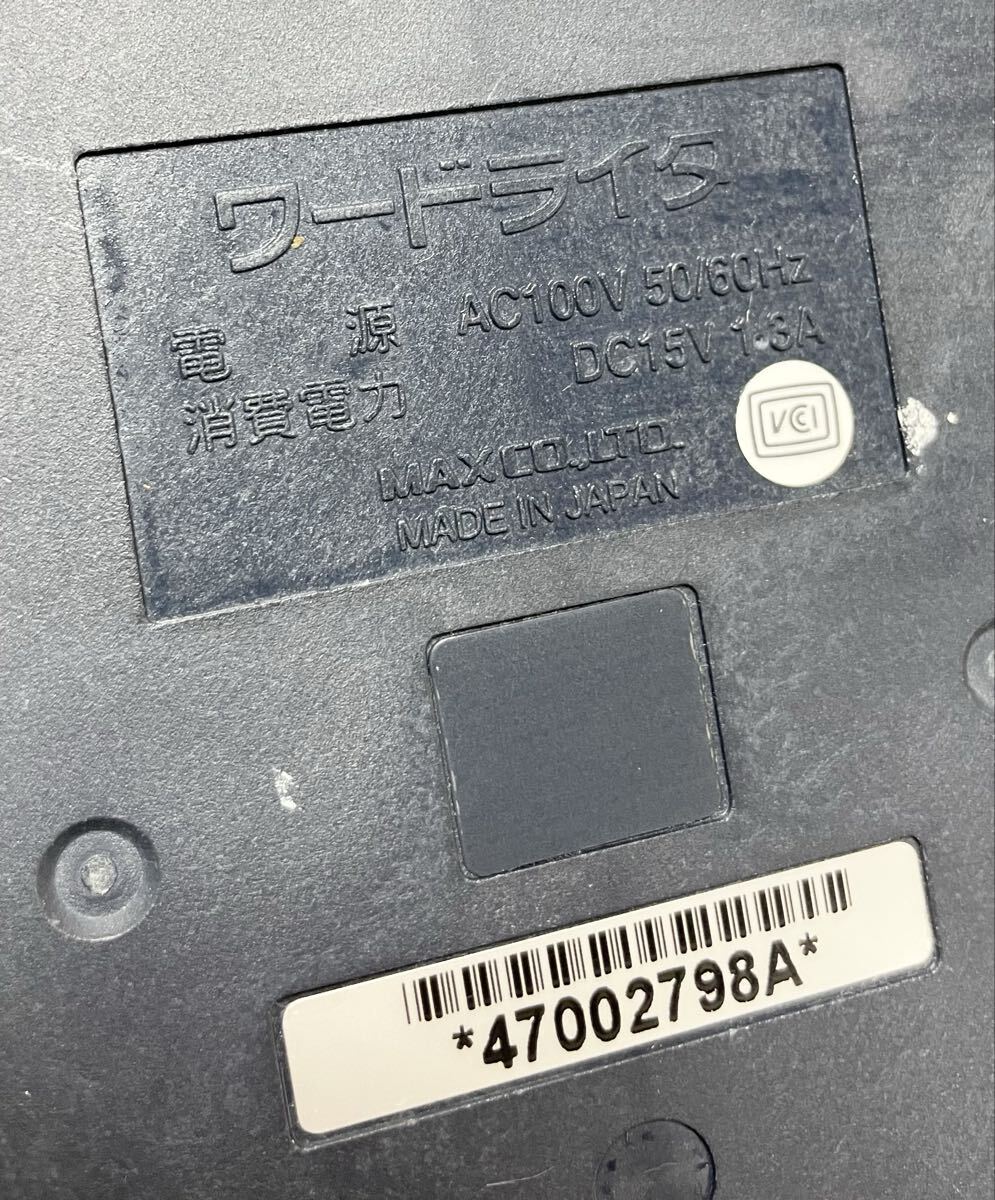 ワードライタ
電源 AC100V 50/60Hz
消費電力 DC15V 1.3A
VCCI
MAX CO.,LTD.
MADE IN JAPAN
*47002798A*